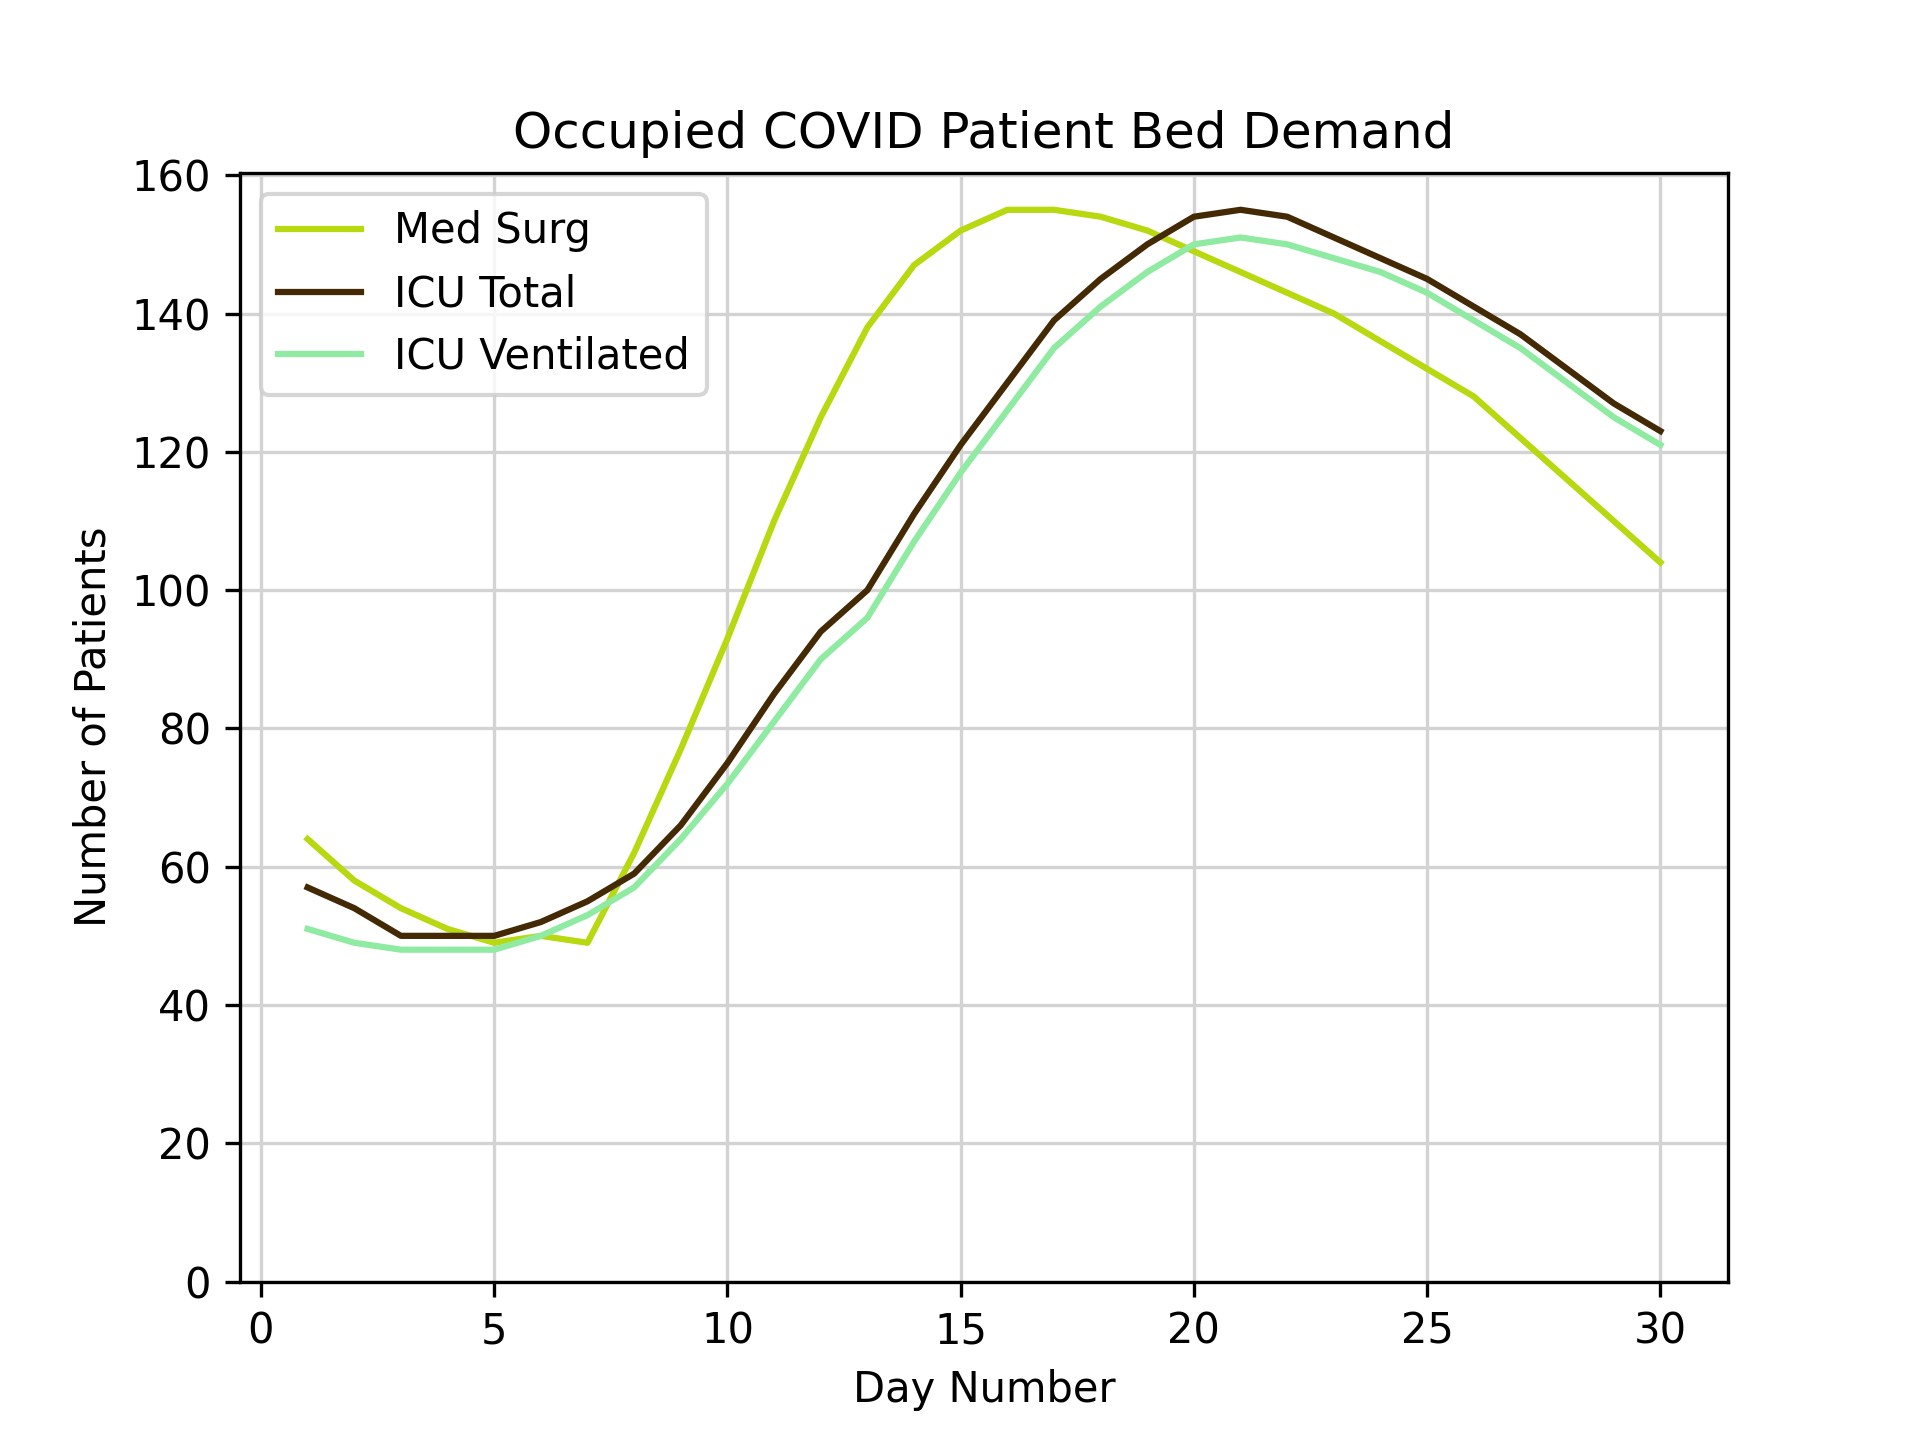 Occupied COVID Patient Bed Demand
Med Surg
ICU Total
ICU Ventilated
Number of Patients
160
140
120
100
80
60
40
20
0
0 5 10 15 20 25 30
Day Number